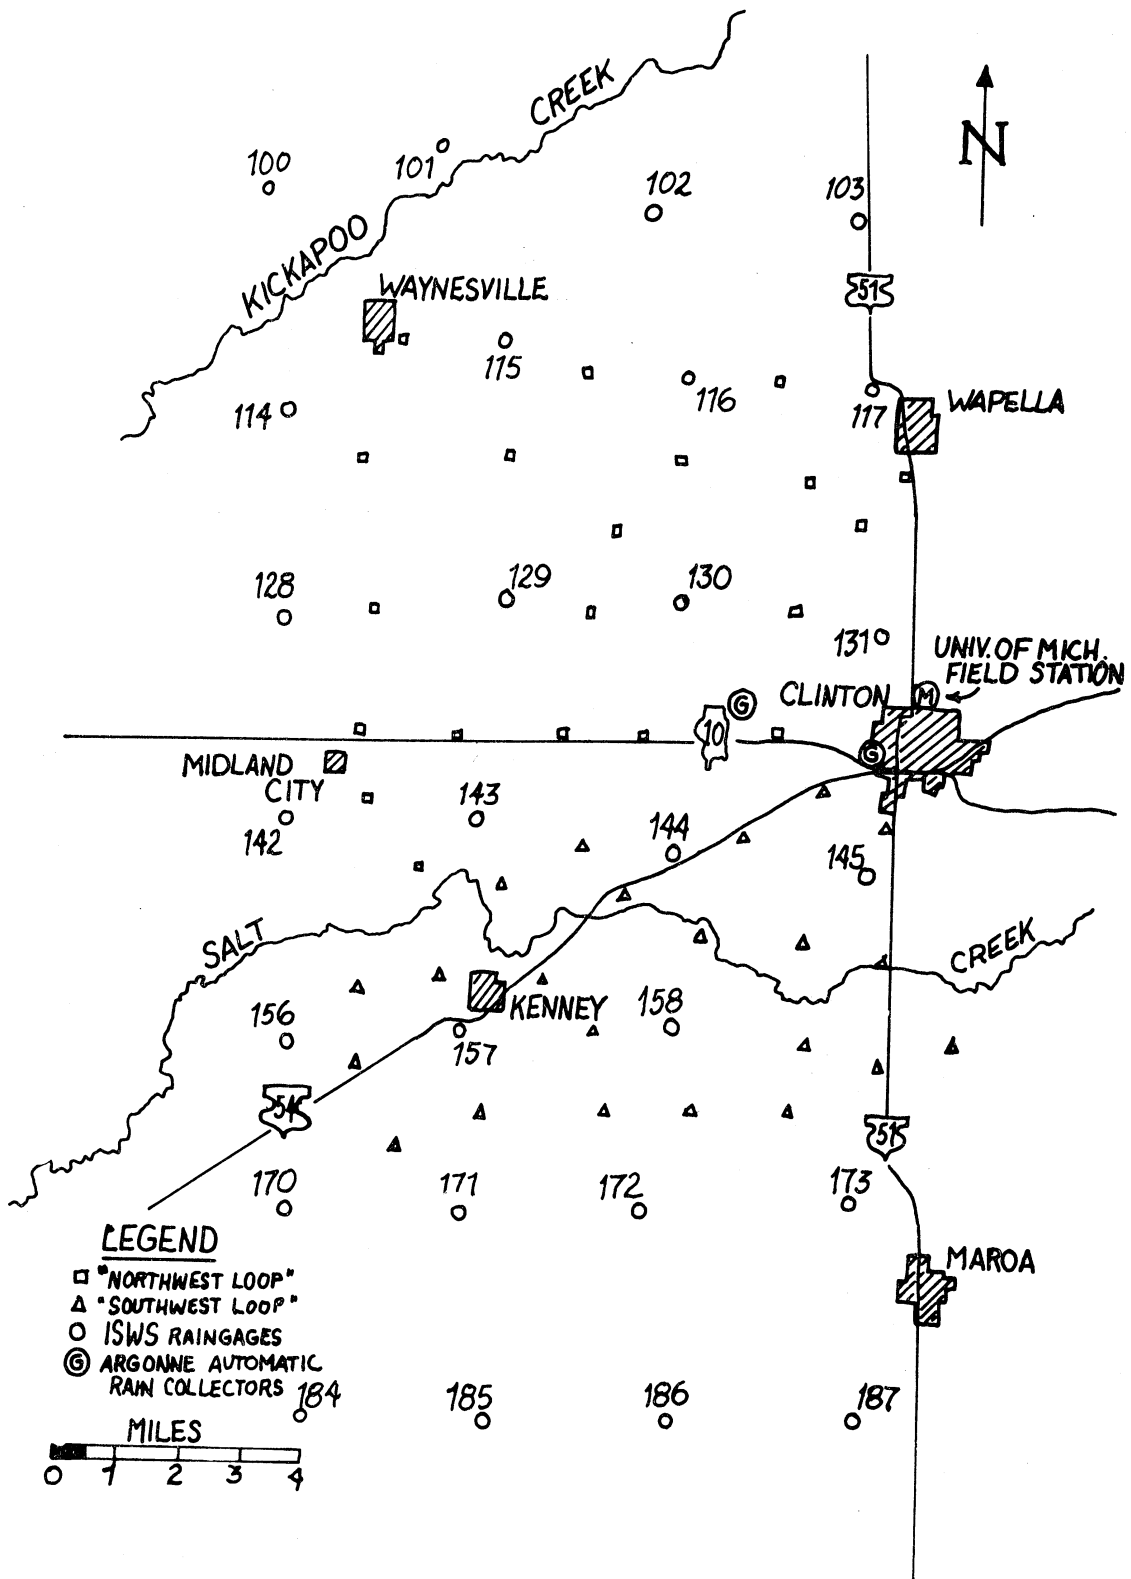 CREEK
100
101
102
103
N
KICKAPOO
WAYNESVILLE
51
115
116
117
WAPELLA
114
128
129
130
131
UNIV. OF MICH.
FIELD STATION
CLINTON
M
G
10
G
MIDLAND
CITY
143
144
142
145
SALT
CREEK
KENNEY
158
156
157
54
51
170
171
172
173
LEGEND
"NORTHWEST LOOP"
"SOUTHWEST LOOP"
ISWS RAINGAGES
G ARGONNE AUTOMATIC
RAIN COLLECTORS
MAROA
184
185
186
187
MILES
0 1 2 3 4